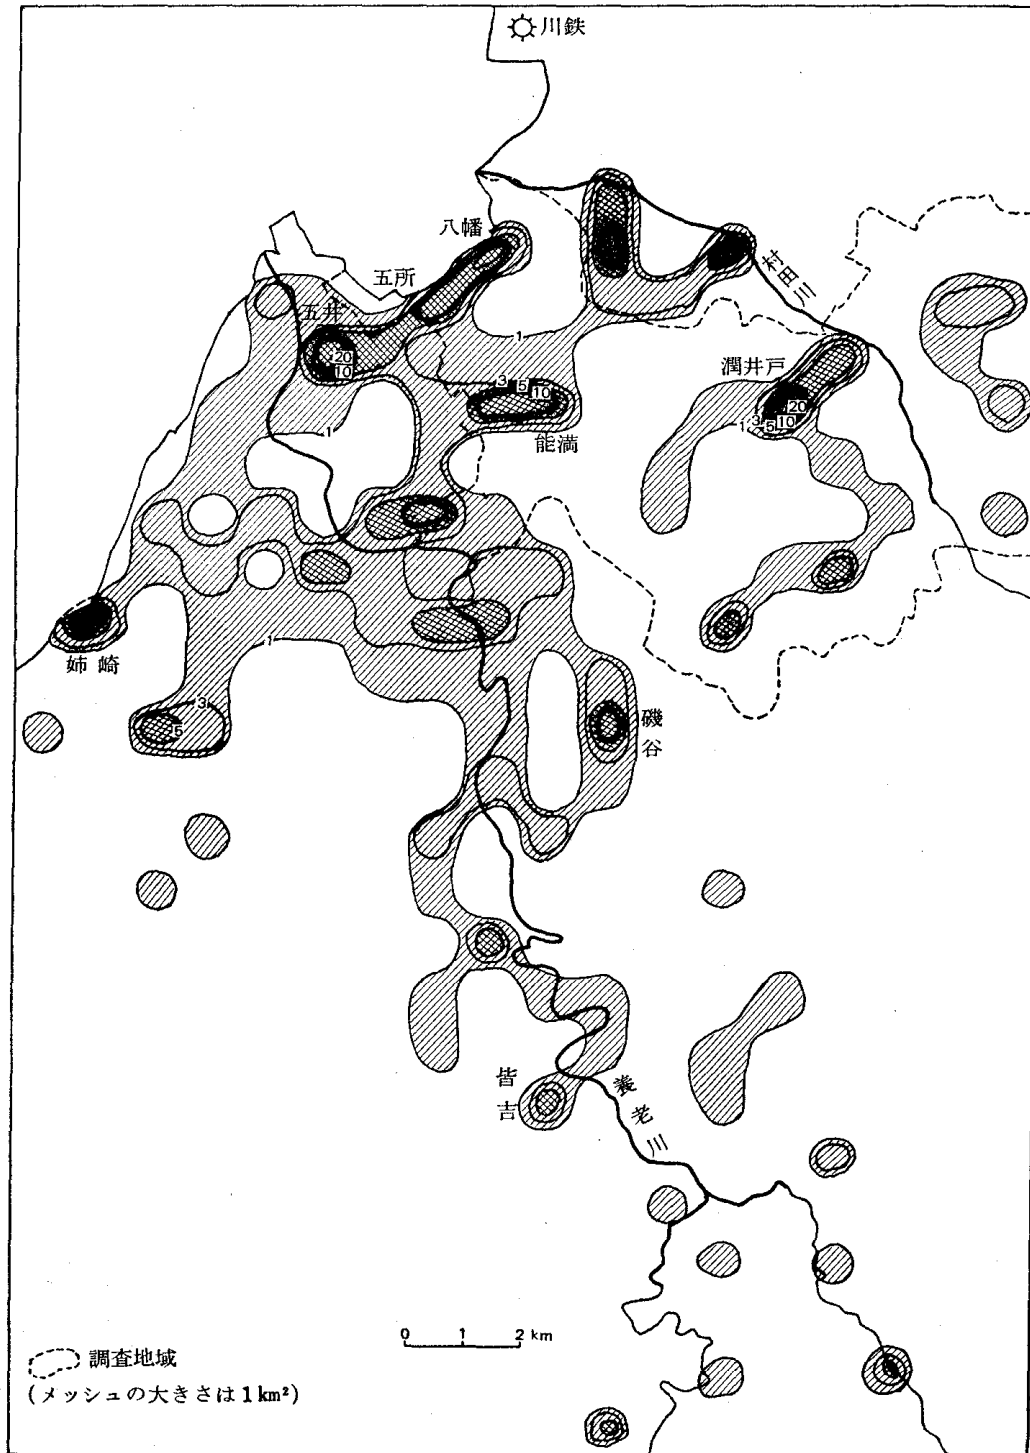 川鉄
八幡
五所
五井
村田川
20
10
1
3 5 10
潤井戸
20
1 3 5 10
能満
1
姉崎
1
3
5
磯谷
皆吉
養老川
0 1 2 km
調査地域
(メッシュの大きさは1km²)